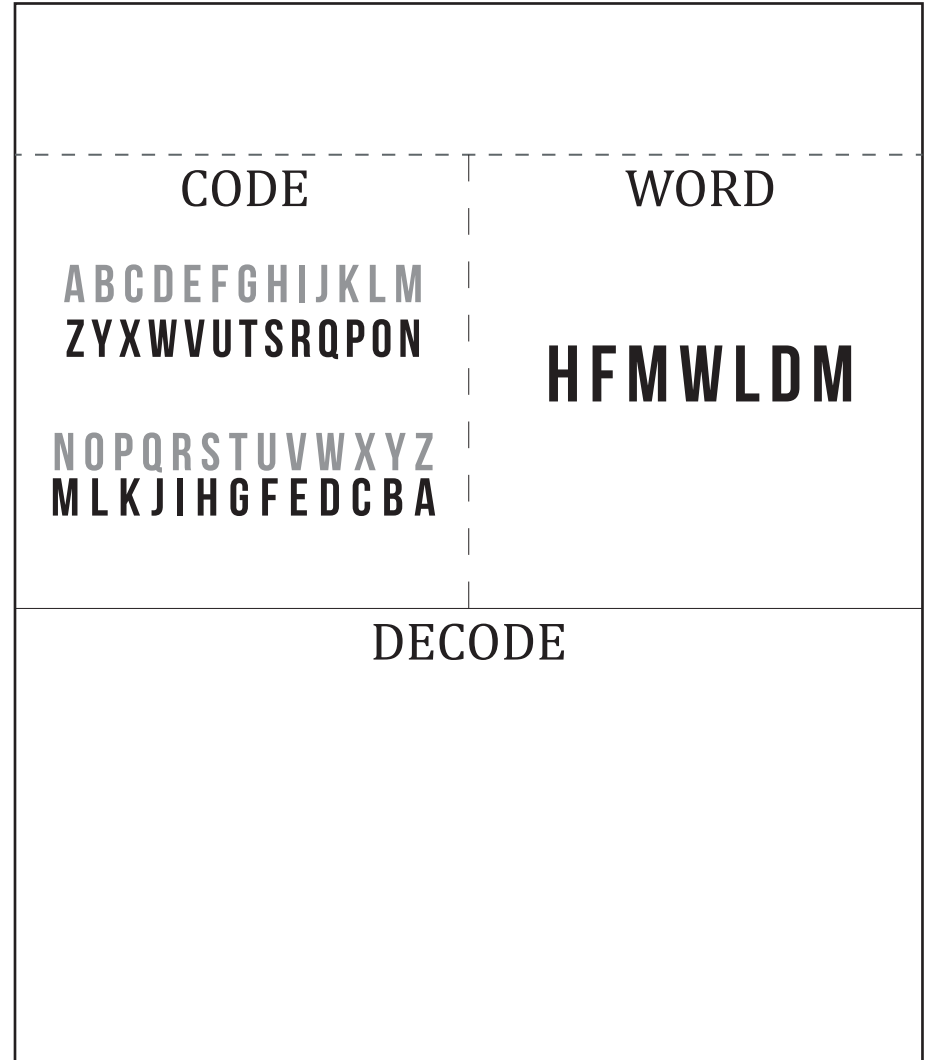 CODE
ABCDEFGHIJKLM
ZYXWVUTSRQPON
NOPQRSTUVWXYZ
MLKJIHGFEDCBA
WORD
HFMWLDM
DECODE